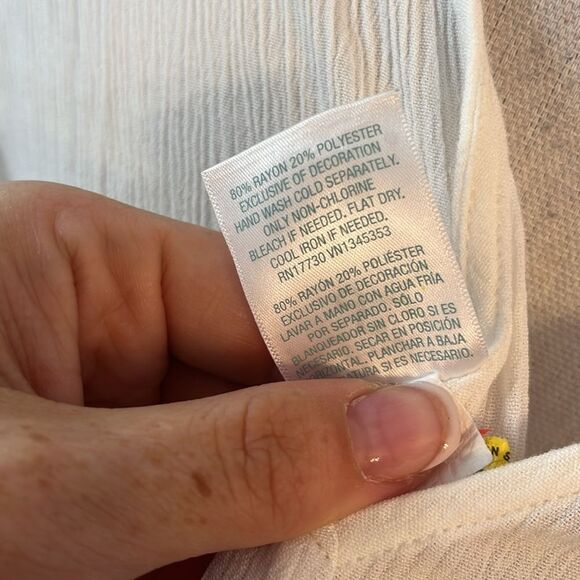 80% RAYON 20% POLYESTER
EXCLUSIVE OF DECORATION
HAND WASH COLD SEPARATELY.
ONLY NON-CHLORINE
BLEACH IF NEEDED. FLAT DRY.
COOL IRON IF NEEDED.
RN17730 VN1345353
80% RAYÓN 20% POLIÉSTER
EXCLUSIVO DE DECORACIÓN
LAVAR A MANO CON AGUA FRÍA
POR SEPARADO. SÓLO
BLANQUEADOR SIN CLORO SI ES
NECESARIO. SECAR EN POSICIÓN
HORIZONTAL. PLANCHAR A BAJA
TEMPERATURA SI ES NECESARIO.
N S